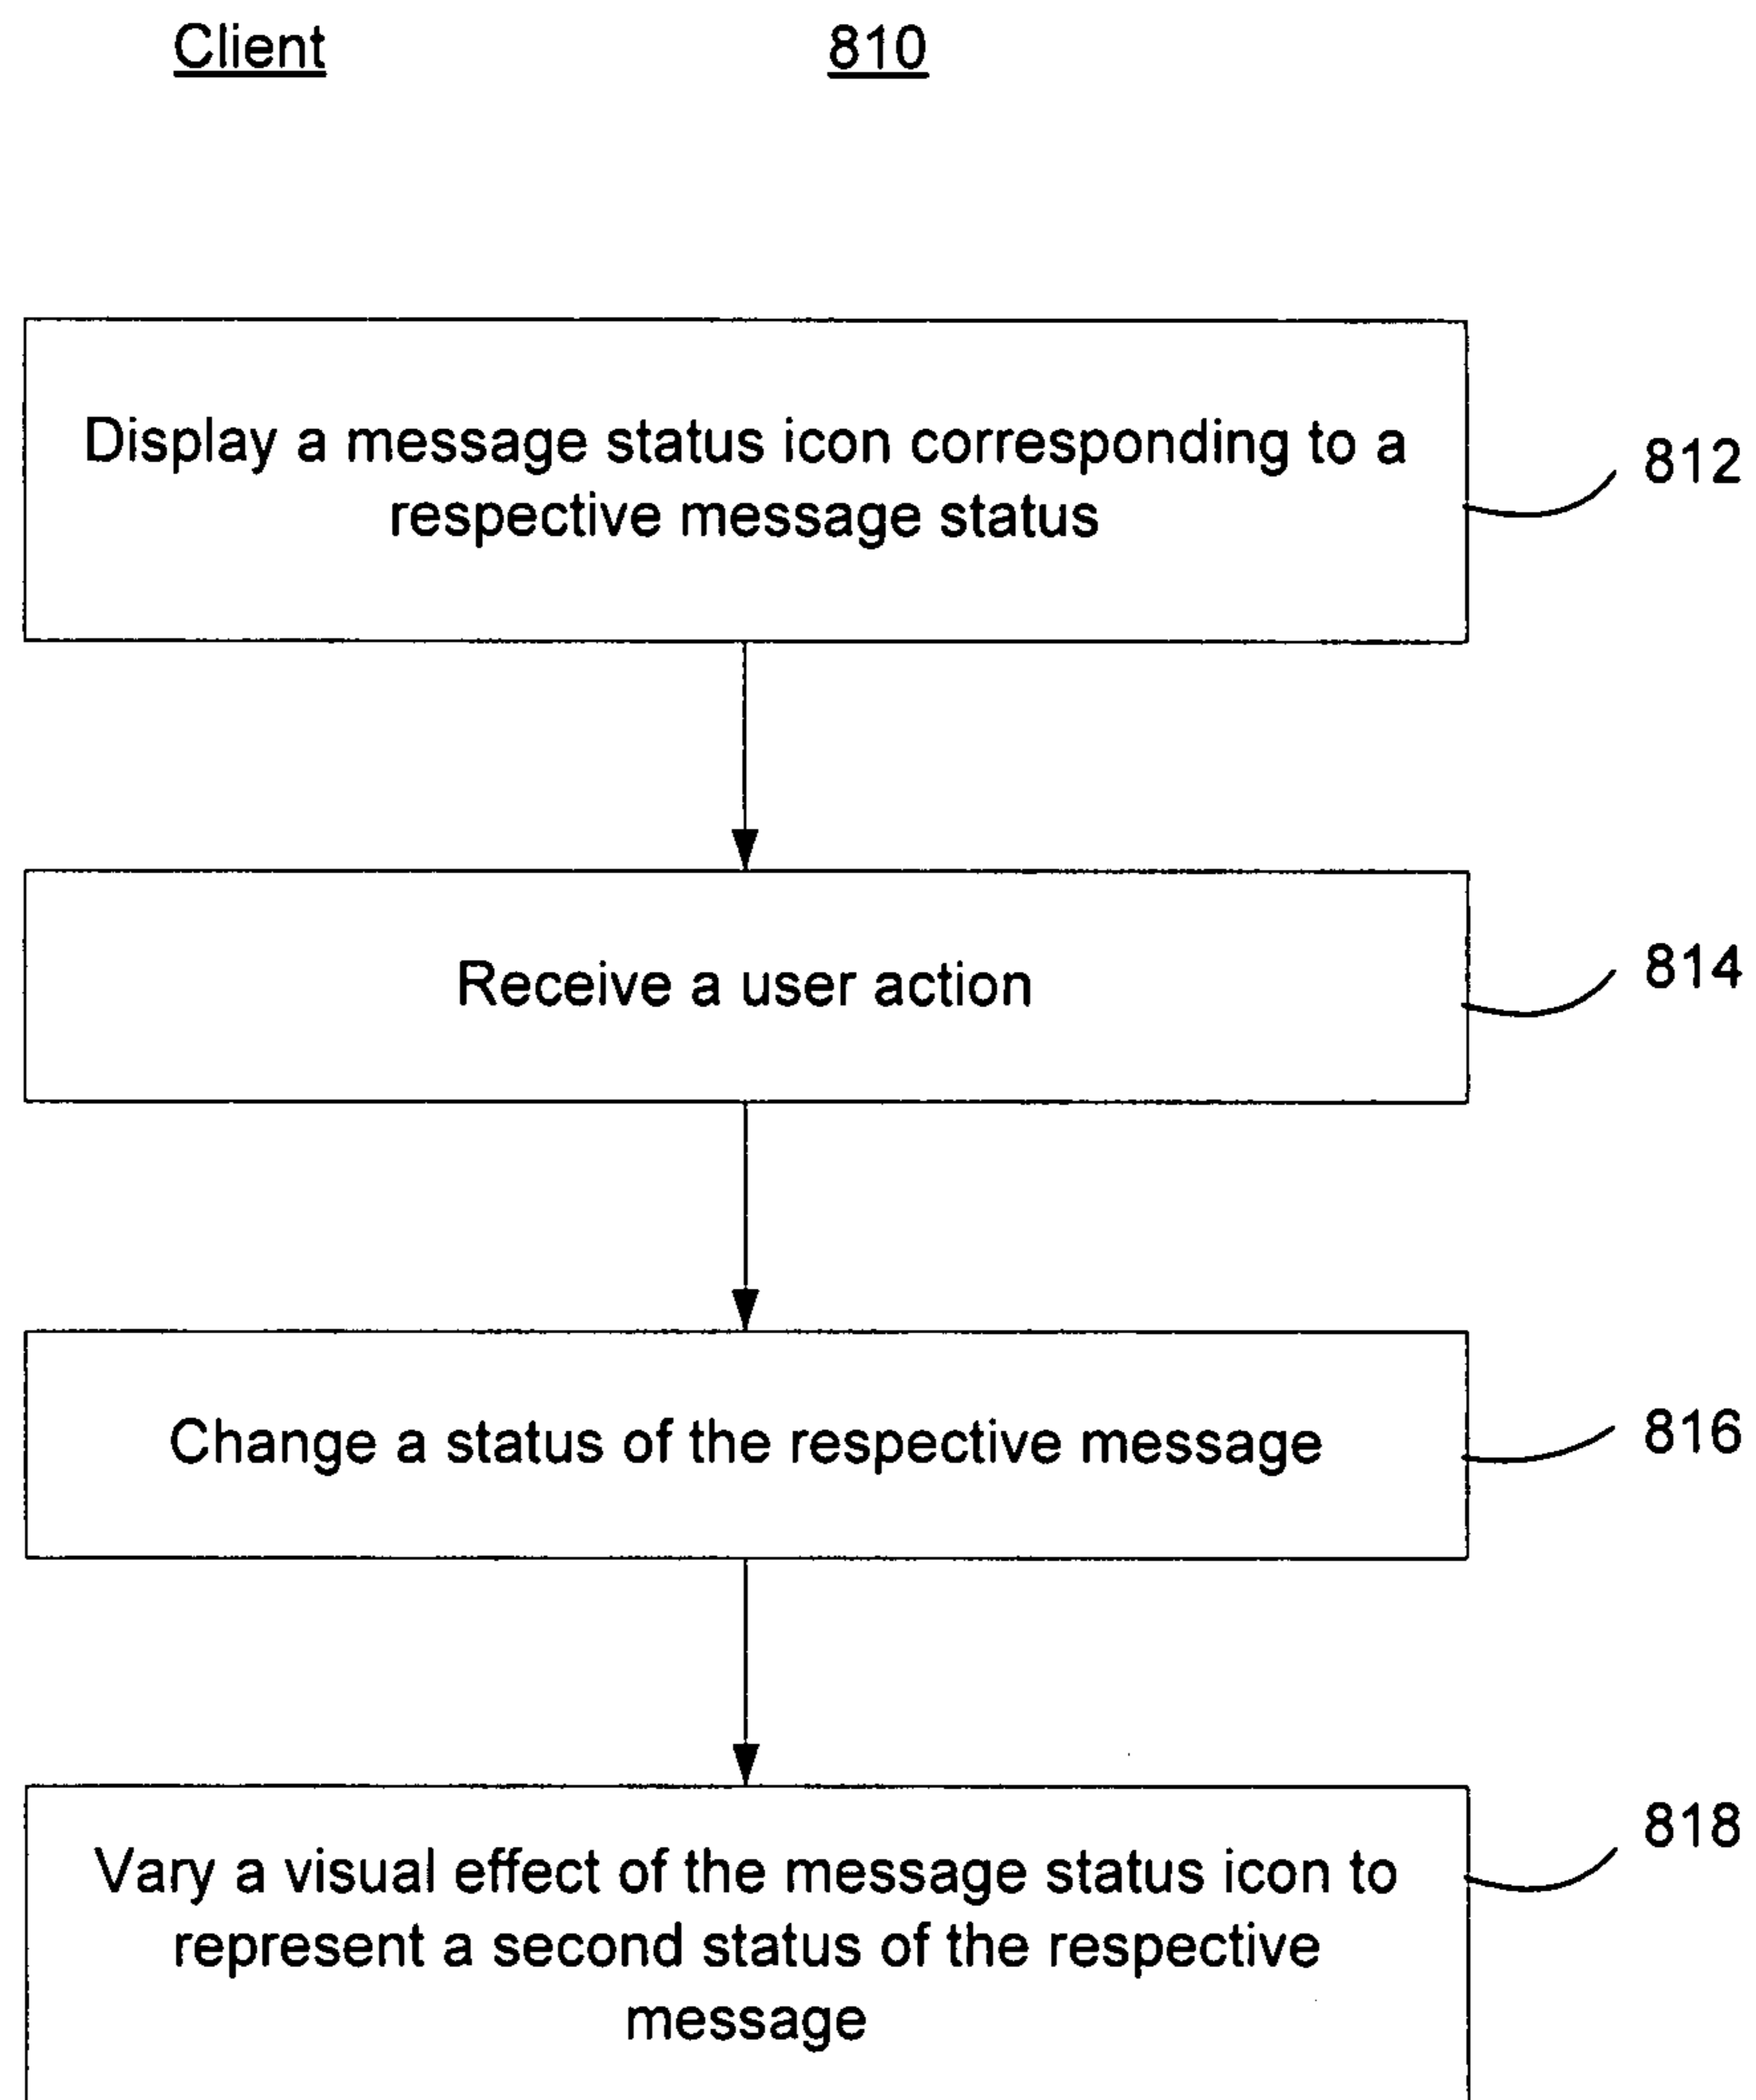 Client
810
Display a message status icon corresponding to a
respective message status
812
Receive a user action
814
Change a status of the respective message
816
Vary a visual effect of the message status icon to
represent a second status of the respective
message
818